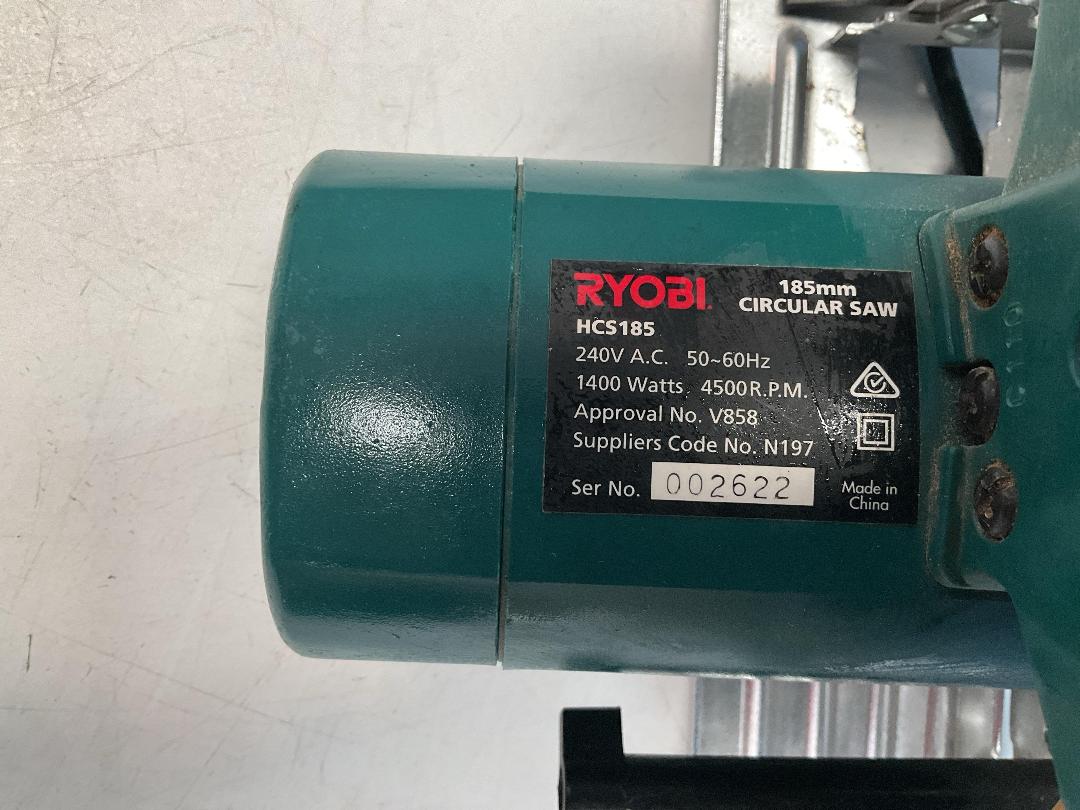 RYOBI
185mm
CIRCULAR SAW
HCS185
240V A.C. 50~60Hz
1400 Watts 4500R.P.M.
Approval No. V858
Suppliers Code No. N197
Ser No. 002622
Made in
China